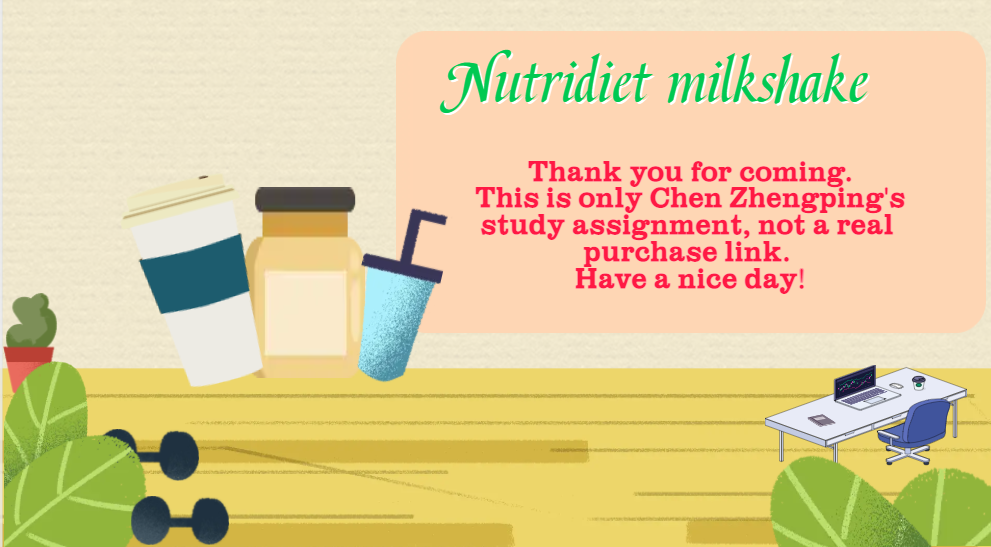 Nutridiet milkshake
Thank you for coming.
This is only Chen Zhengping's
study assignment, not a real
purchase link.
Have a nice day!